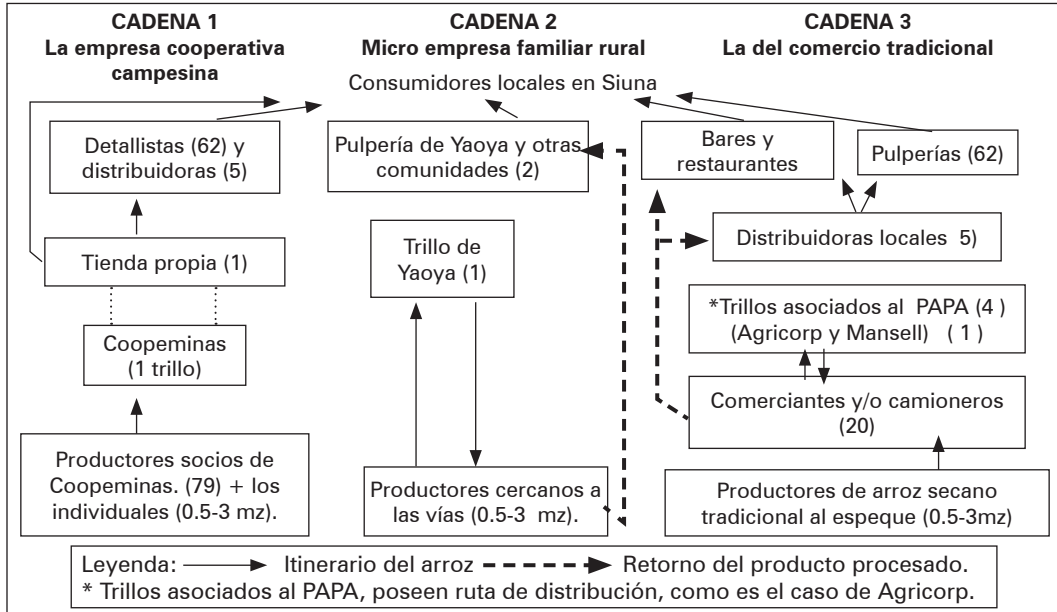 CADENA 1
La empresa cooperativa
campesina
CADENA 2
Micro empresa familiar rural
CADENA 3
La del comercio tradicional
Consumidores locales en Siuna
Detallistas (62) y
distribuidoras (5)
Tienda propia (1)
Coopeminas
(1 trillo)
Productores socios de
Coopeminas. (79) + los
individuales (0.5-3 mz).
Pulpería de Yaoya y otras
comunidades (2)
Trillo de
Yaoya (1)
Productores cercanos a
las vías (0.5-3 mz).
Bares y
restaurantes
Pulperías (62)
Distribuidoras locales 5)
*Trillos asociados al PAPA (4 )
(Agricorp y Mansell) ( 1 )
Comerciantes y/o camioneros
(20)
Productores de arroz secano
tradicional al espeque (0.5-3mz)
Leyenda: Itinerario del arroz Retorno del producto procesado.
* Trillos asociados al PAPA, poseen ruta de distribución, como es el caso de Agricorp.